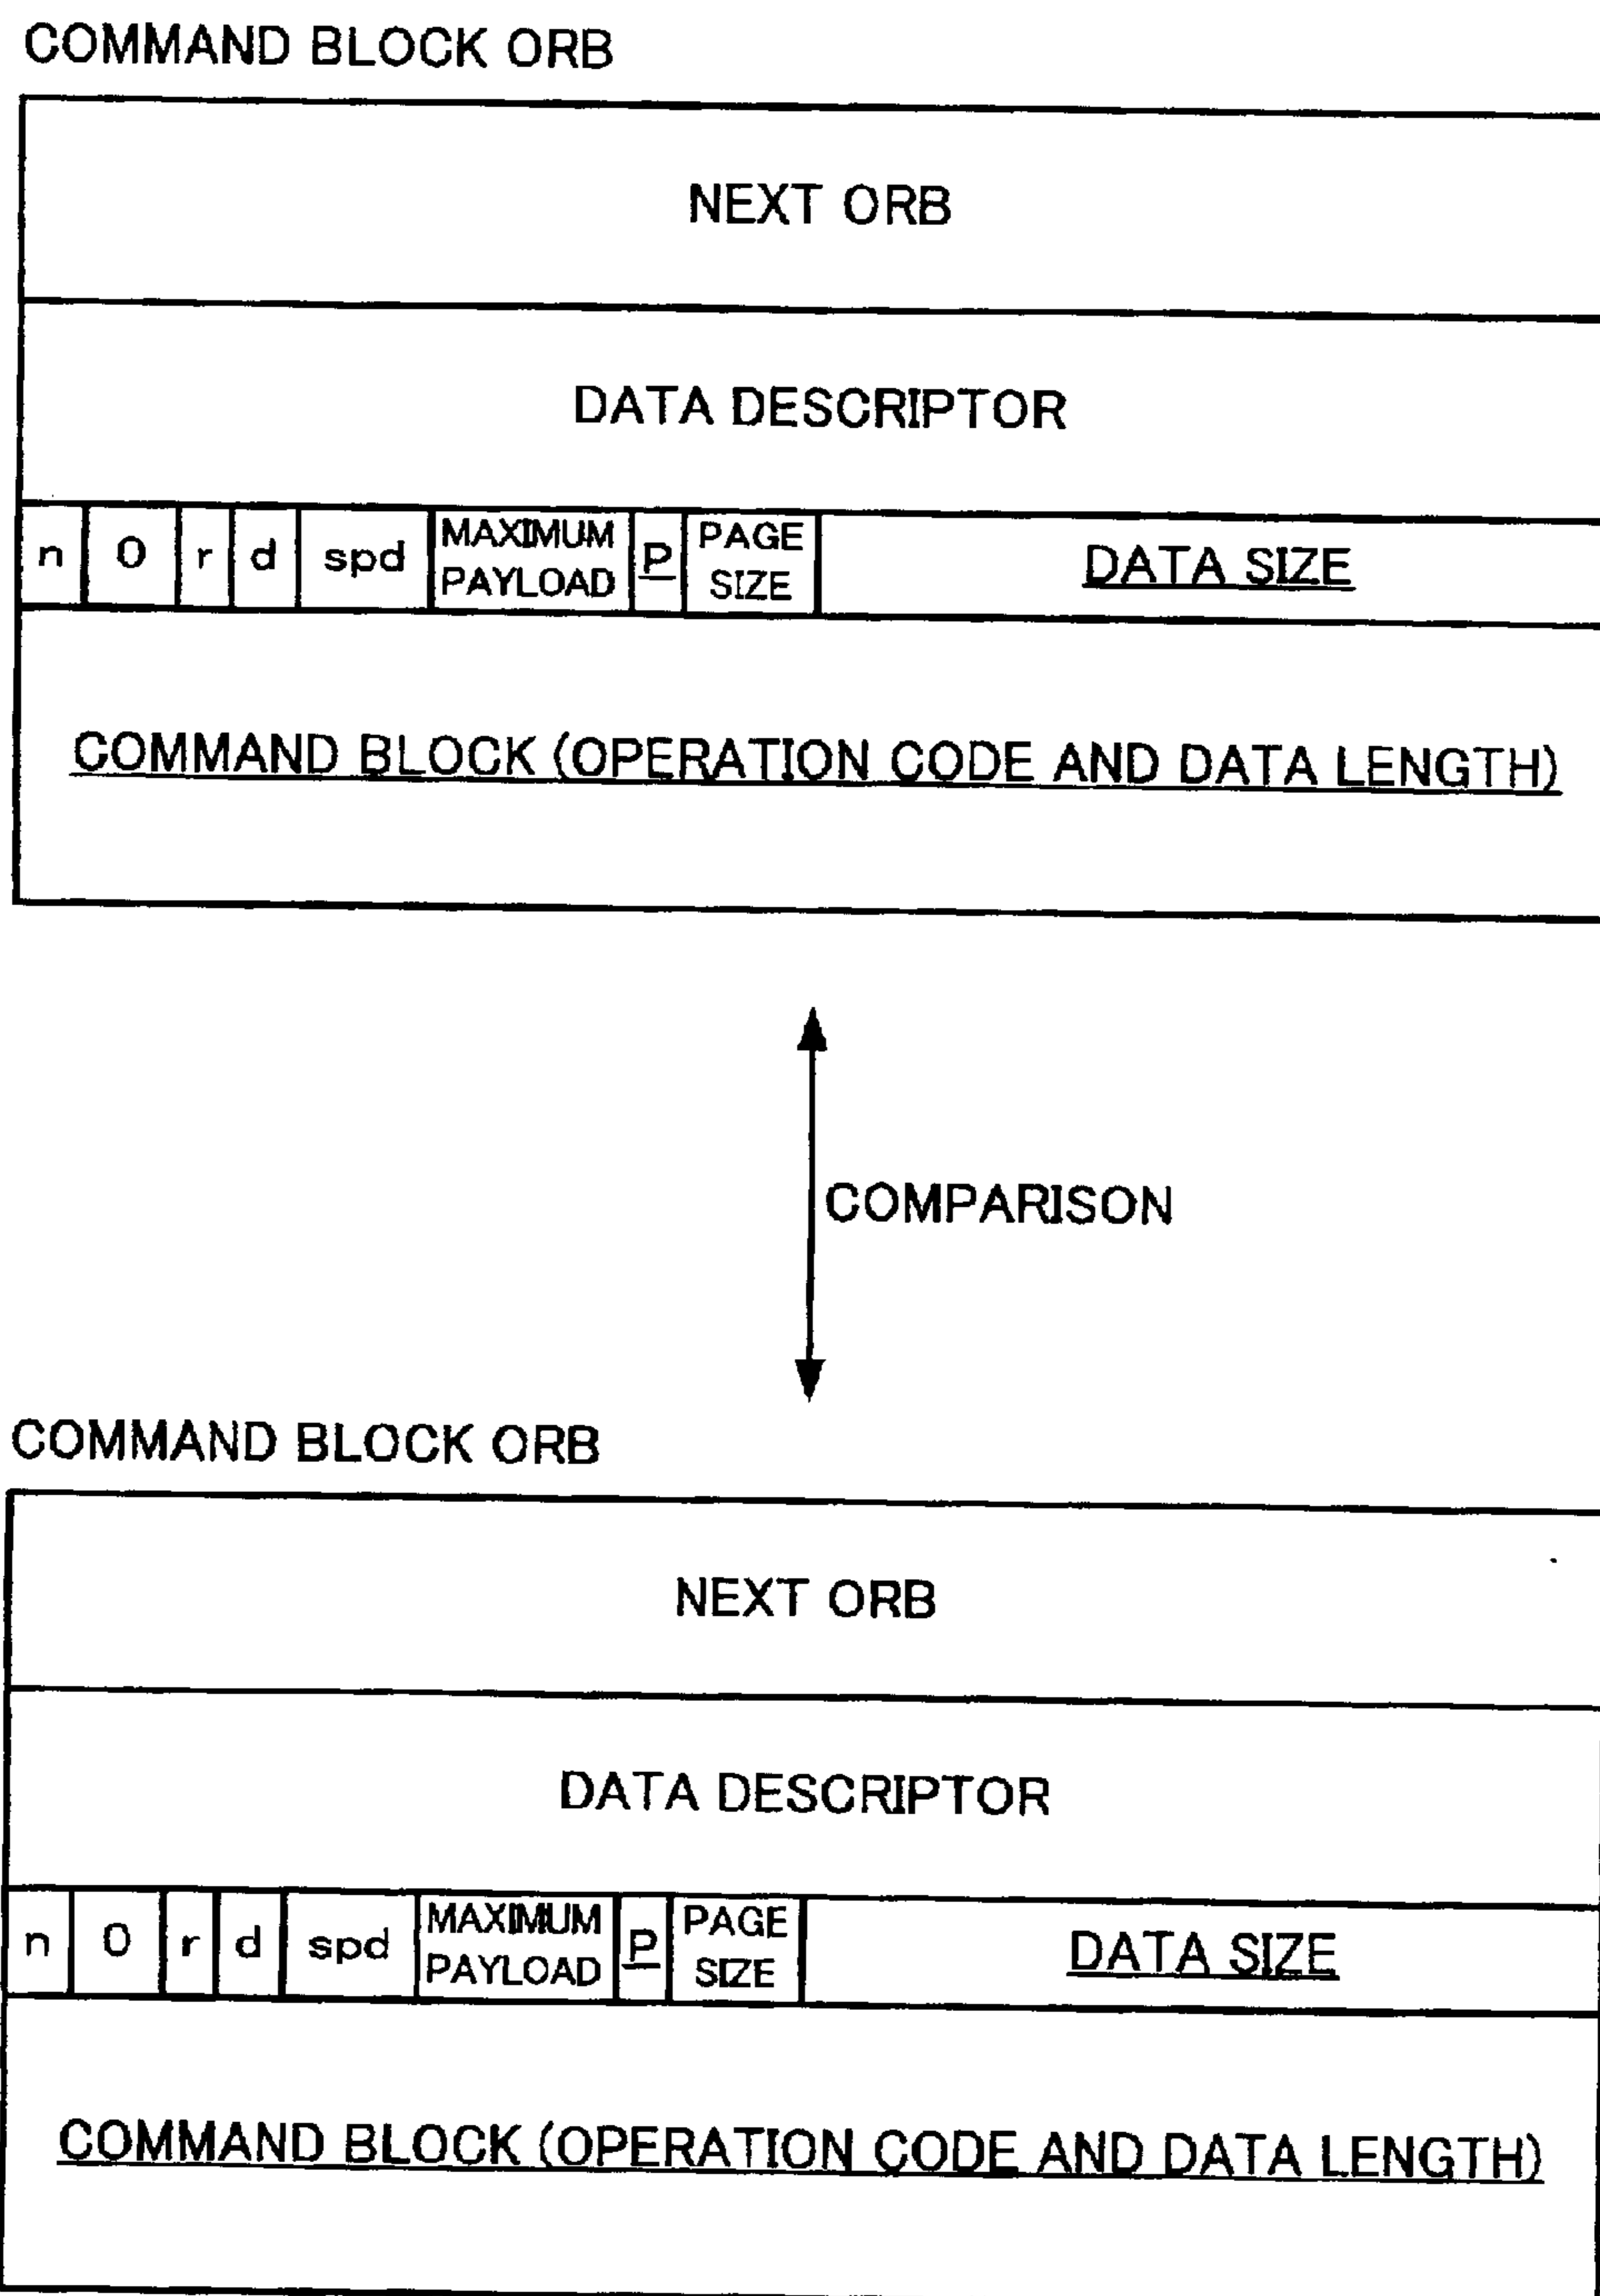 COMMAND BLOCK ORB
NEXT ORB
DATA DESCRIPTOR
n 0 r d spd MAXIMUM PAYLOAD P PAGE SIZE DATA SIZE
COMMAND BLOCK (OPERATION CODE AND DATA LENGTH)
COMPARISON
COMMAND BLOCK ORB
NEXT ORB
DATA DESCRIPTOR
n 0 r d spd MAXIMUM PAYLOAD P PAGE SIZE DATA SIZE
COMMAND BLOCK (OPERATION CODE AND DATA LENGTH)